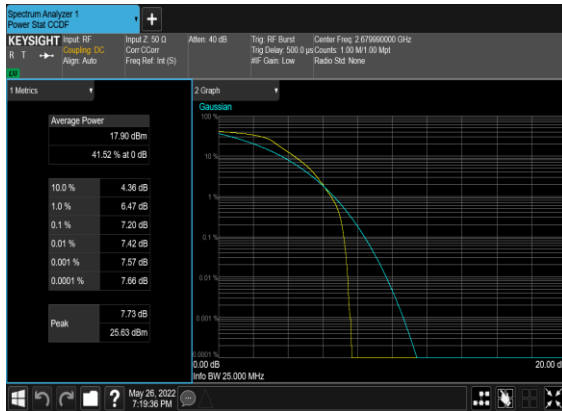 Spectrum Analyzer 1
Power Stat CCDF
+
KEYSIGHT
R T
Input: RF
Coupling: DC
Align: Auto
Input Z: 50 Ω
Corr CCorr
Freq Ref: Int (S)
Atten: 40 dB
Trig: RF Burst
Trig Delay: 500.0 µs
#IF Gain: Low
Center Freq: 2.679990000 GHz
Counts: 1.00 M/1.00 Mpt
Radio Std: None
1 Metrics
Average Power
17.90 dBm
41.52 % at 0 dB
10.0 % 4.36 dB
1.0 % 6.47 dB
0.1 % 7.20 dB
0.01 % 7.42 dB
0.001 % 7.57 dB
0.0001 % 7.66 dB
Peak
7.73 dB
25.63 dBm
2 Graph
Gaussian
100 %
10 %
1 %
0.1 %
0.01 %
0.001 %
0.0001 %
0.00 dB
20.00 d
Info BW 25.000 MHz
?
May 26, 2022
7:19:36 PM